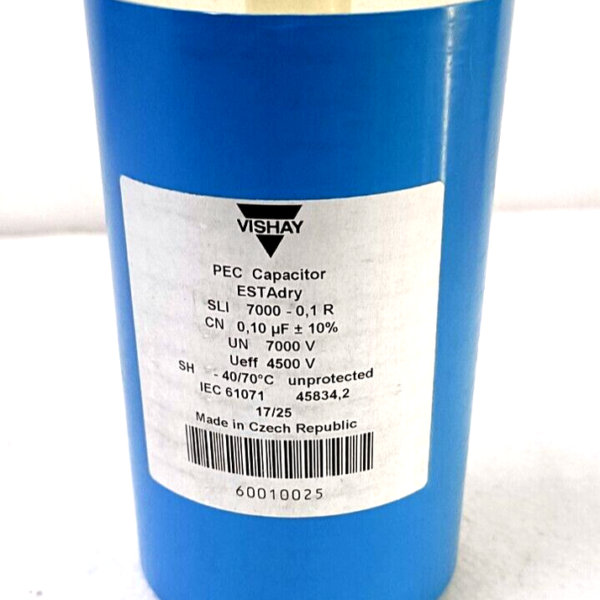 VISHAY
PEC Capacitor
ESTAdry
SLI 7000 - 0,1 R
CN 0,10 µF ± 10%
UN 7000 V
Ueff 4500 V
SH - 40/70°C unprotected
IEC 61071 45834,2
17/25
Made in Czech Republic
60010025